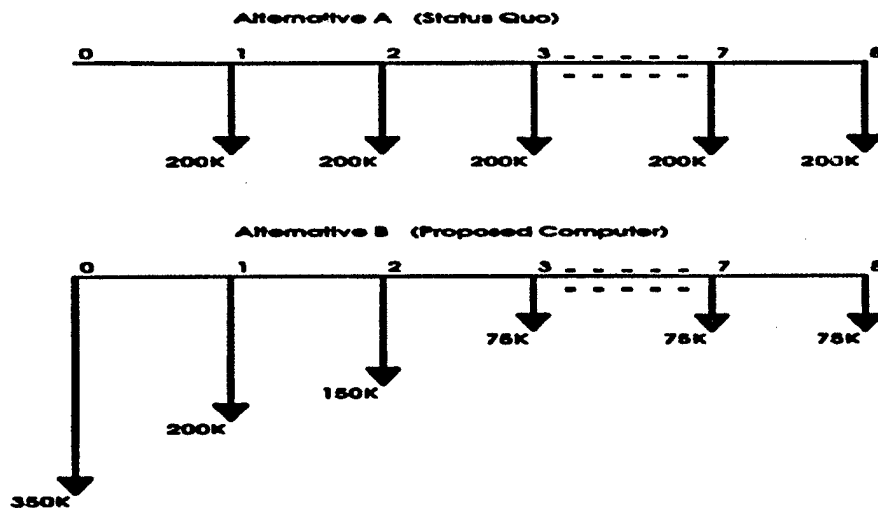 Alternative A (Status Quo)
0 1 2 3 7 8
200K 200K 200K 200K 200K
Alternative B (Proposed Computer)
0 1 2 3 7 8
75K 75K 75K
150K
200K
350K